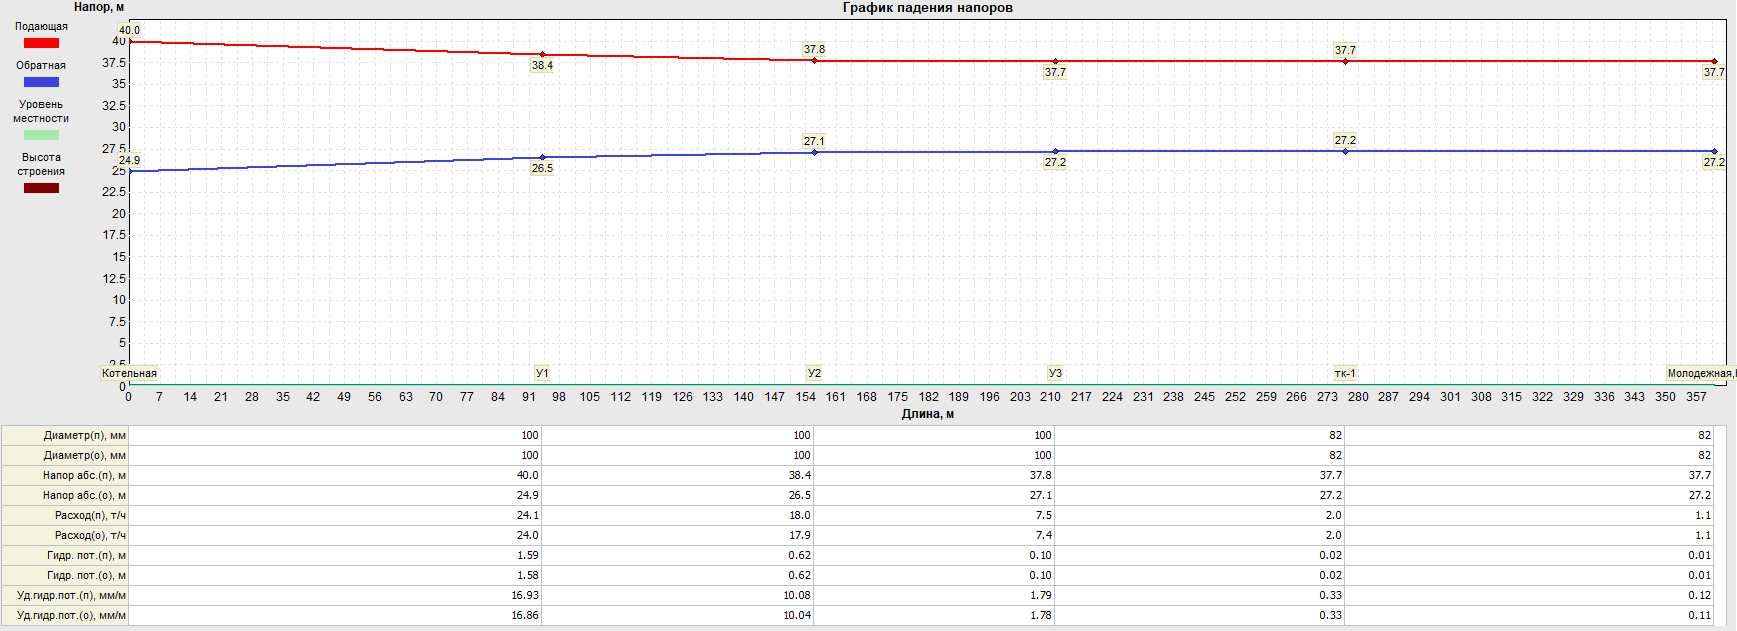 Напор, м
График падения напоров
Подающая
Обратная
Уровень
местности
Высота
строения
40
37.5
35
32.5
30
27.5
25
22.5
20
17.5
15
12.5
10
7.5
5
2.5
0
40.0
38.4
37.8
37.7
37.7
37.7
24.9
26.5
27.1
27.2
27.2
27.2
Котельная У1 У2 У3 тк-1 Молодежная,
0 7 14 21 28 35 42 49 56 63 70 77 84 91 98 105 112 119 126 133 140 147 154 161 168 175 182 189 196 203 210 217 224 231 238 245 252 259 266 273 280 287 294 301 308 315 322 329 336 343 350 357
Длина, м
Диаметр(п), мм 100 100 100 82 82
Диаметр(о), мм 100 100 100 82 82
Напор абс.(п), м 40.0 38.4 37.8 37.7 37.7
Напор абс.(о), м 24.9 26.5 27.1 27.2 27.2
Расход(п), т/ч 24.1 18.0 7.5 2.0 1.1
Расход(о), т/ч 24.0 17.9 7.4 2.0 1.1
Гидр. пот.(п), м 1.59 0.62 0.10 0.02 0.01
Гидр. пот.(о), м 1.58 0.62 0.10 0.02 0.01
Уд.гидр.пот.(п), мм/м 16.93 10.08 1.79 0.33 0.12
Уд.гидр.пот.(о), мм/м 16.86 10.04 1.78 0.33 0.11